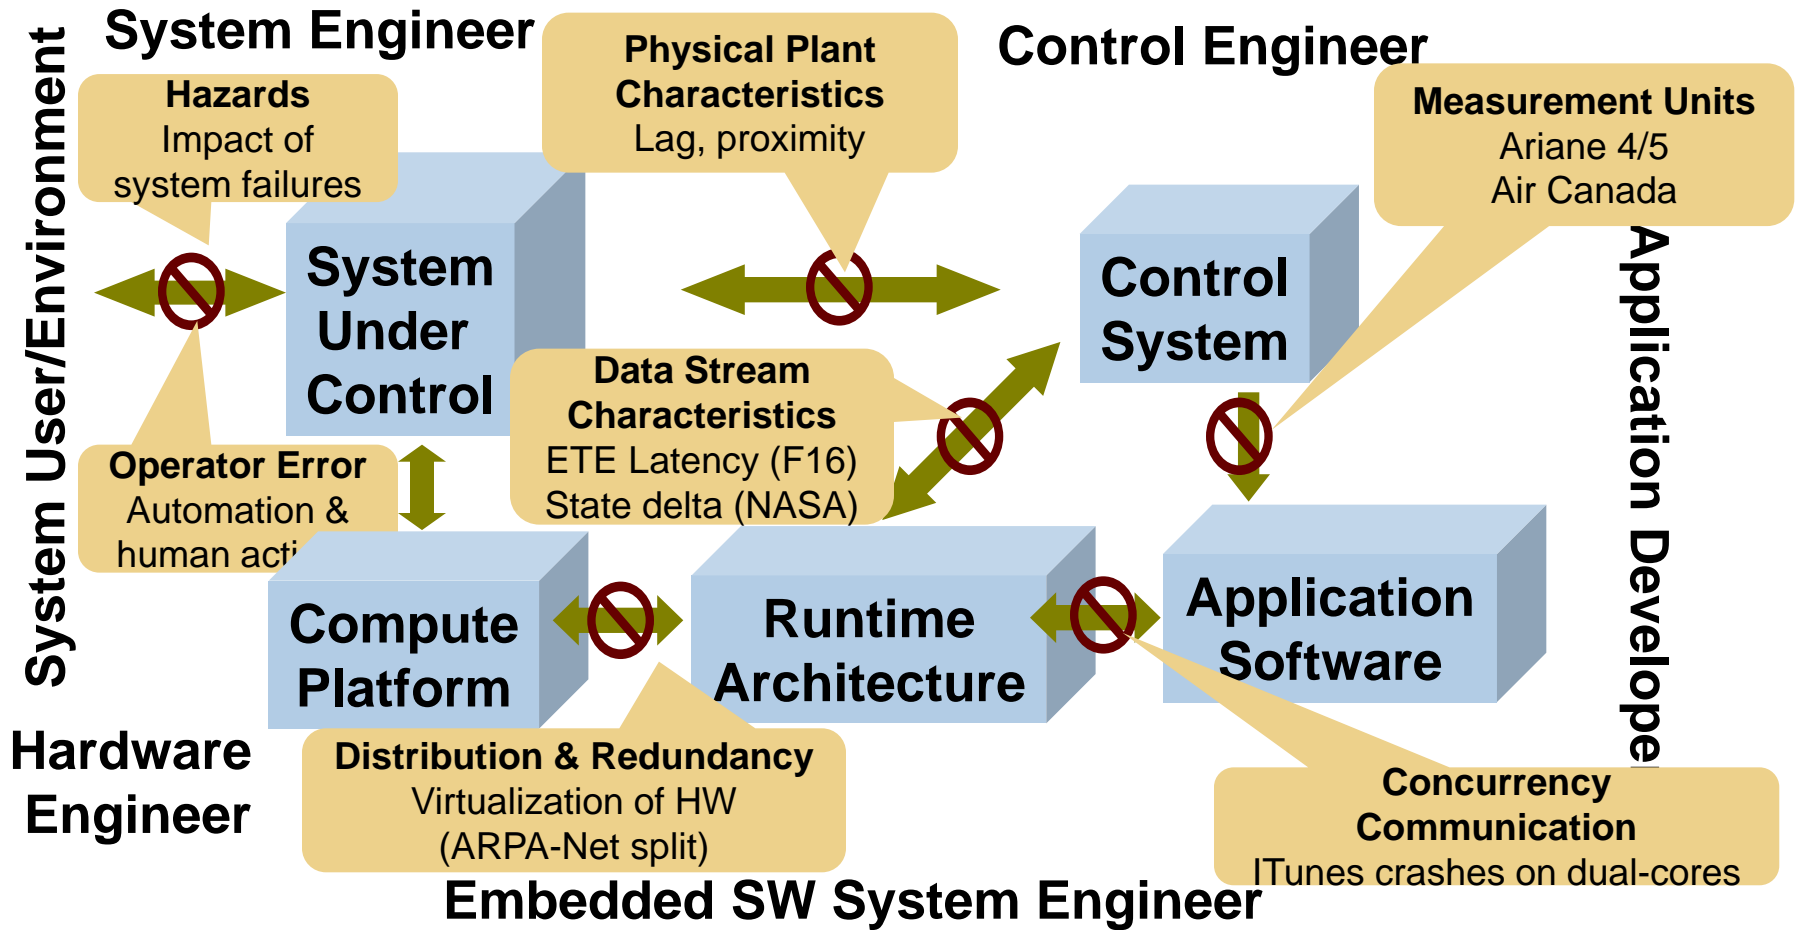 System Engineer
Control Engineer
System User/Environment
Hazards
Impact of
system failures
Physical Plant
Characteristics
Lag, proximity
Measurement Units
Ariane 4/5
Air Canada
System
Under
Control
Control
System
Application Develope
Data Stream
Characteristics
ETE Latency (F16)
State delta (NASA)
Operator Error
Automation &
human acti
Compute
Platform
Runtime
Architecture
Application
Software
Hardware
Engineer
Distribution & Redundancy
Virtualization of HW
(ARPA-Net split)
Concurrency
Communication
ITunes crashes on dual-cores
Embedded SW System Engineer